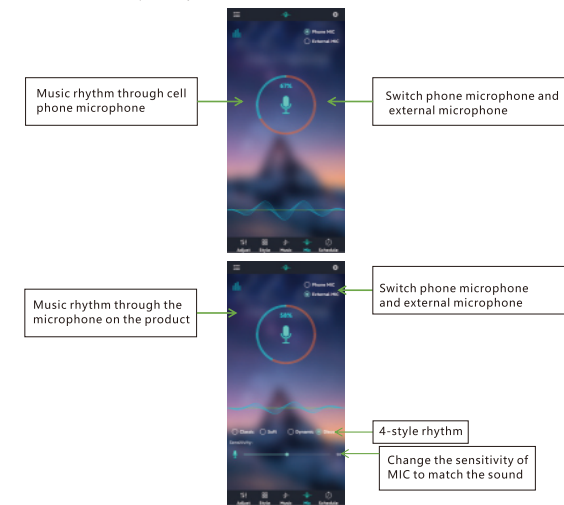 Phone MIC
External MIC
67%
Music rhythm through cell
phone microphone
Switch phone microphone and
external microphone
Adjust Style Music Mic Schedule
Phone MIC
External MIC
Switch phone microphone
and external microphone
Music rhythm through the
microphone on the product
58%
Classic Soft Dynamic
4-style rhythm
Sensitivity:
Change the sensitivity of
MIC to match the sound
Adjust Style Music Mic Schedule